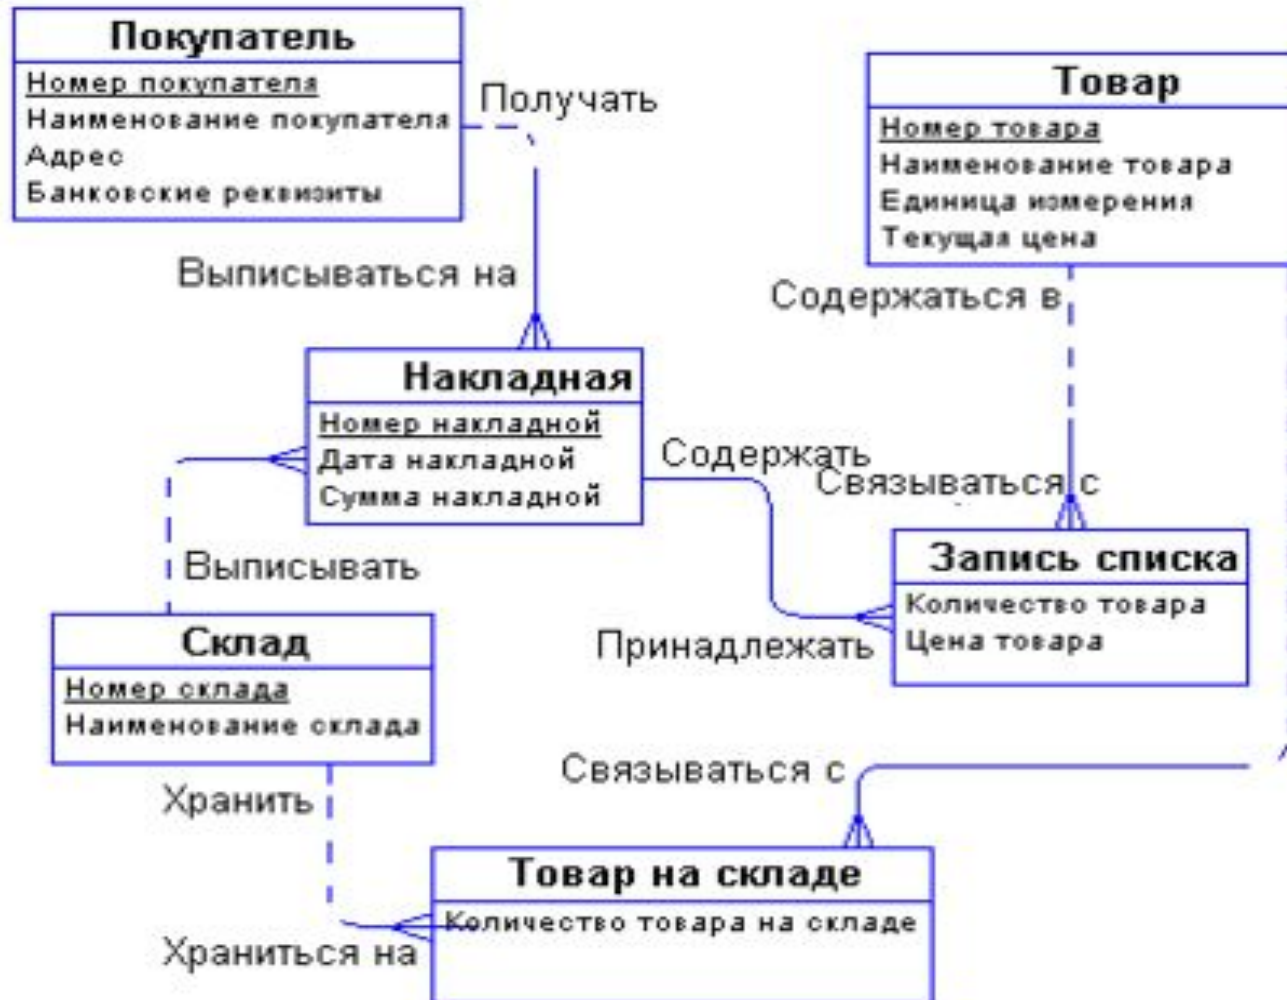 Покупатель
Номер покупателя
Наименование покупателя
Адрес
Банковские реквизиты
Получать
Товар
Номер товара
Наименование товара
Единица измерения
Текущая цена
Выписываться на
Содержаться в
Накладная
Номер накладной
Дата накладной
Сумма накладной
Содержать
Связываться с
Выписывать
Запись списка
Количество товара
Цена товара
Принадлежать
Склад
Номер склада
Наименование склада
Хранить
Связываться с
Товар на складе
Количество товара на складе
Храниться на